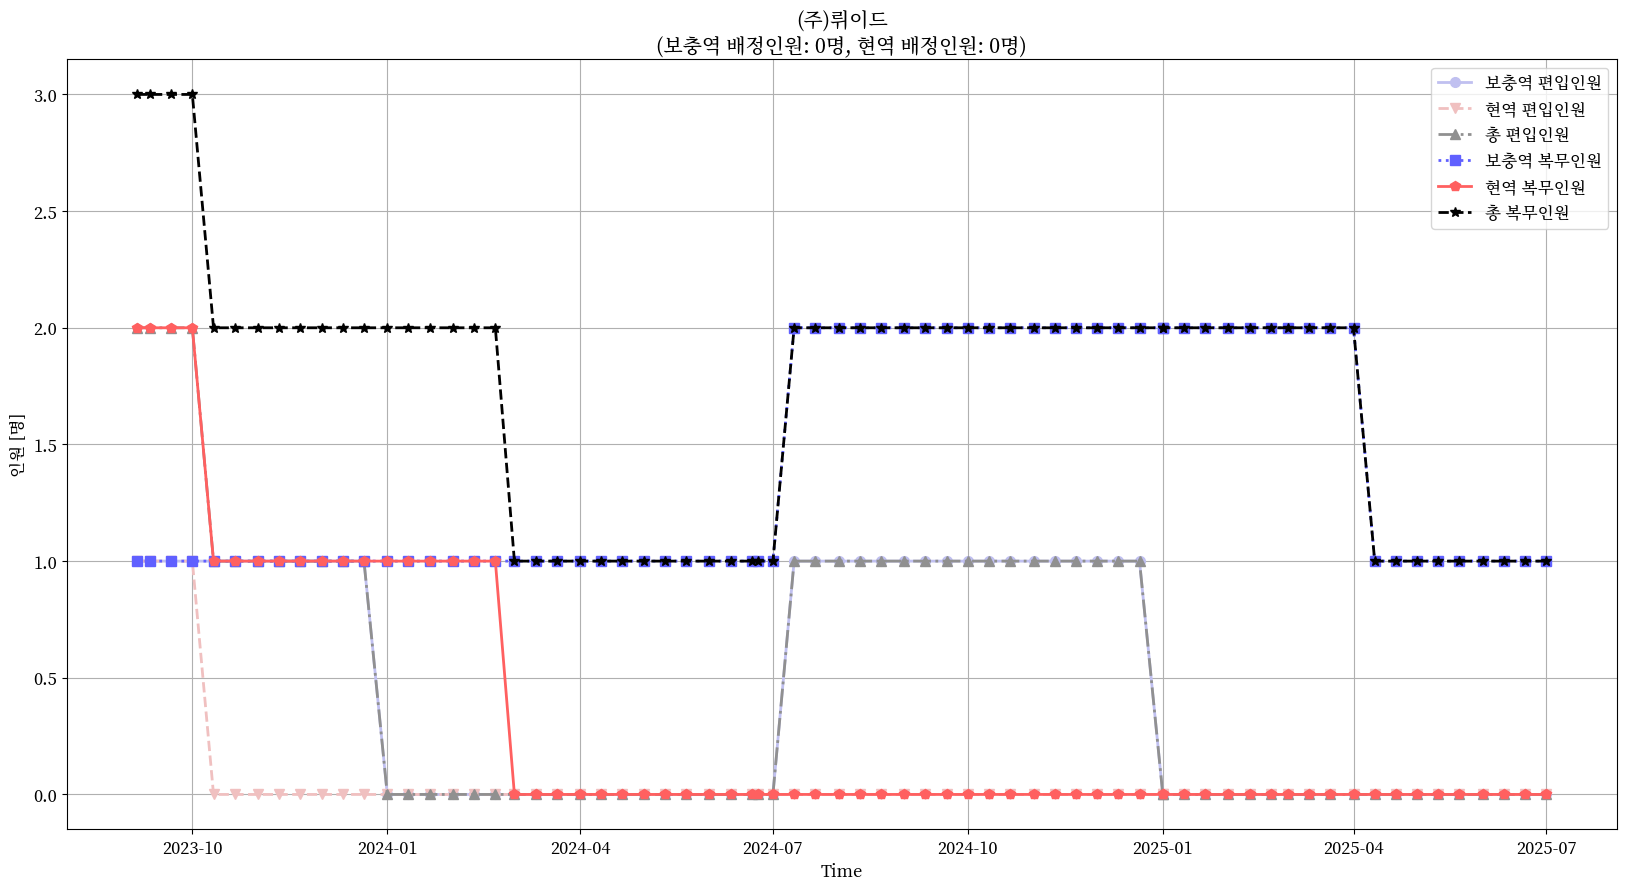 (주)뤼이드
(보충역 배정인원: 0명, 현역 배정인원: 0명)
보충역 편입인원
현역 편입인원
총 편입인원
보충역 복무인원
현역 복무인원
총 복무인원
3.0
2.5
2.0
1.5
1.0
0.5
0.0
인원 [명]
2023-10
2024-01
2024-04
2024-07
2024-10
2025-01
2025-04
2025-07
Time